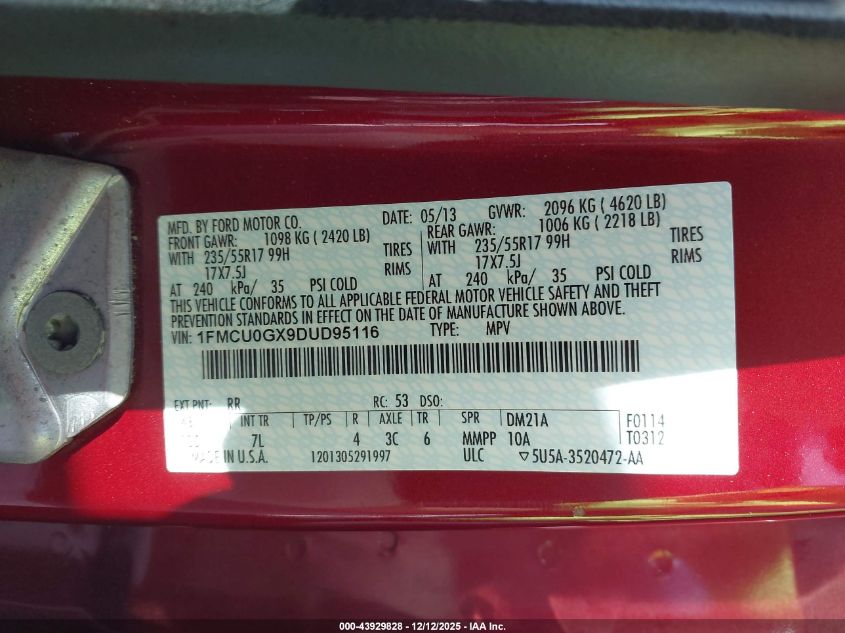 MFD. BY FORD MOTOR CO. DATE: 05/13 GVWR: 2096 KG ( 4620 LB)
FRONT GAWR: 1098 KG ( 2420 LB) REAR GAWR: 1006 KG ( 2218 LB)
WITH 235/55R17 99H TIRES WITH 235/55R17 99H TIRES
17X7.5J RIMS 17X7.5J RIMS
AT 240 kPa/ 35 PSI COLD AT 240 kPa/ 35 PSI COLD
THIS VEHICLE CONFORMS TO ALL APPLICABLE FEDERAL MOTOR VEHICLE SAFETY AND THEFT
PREVENTION STANDARDS IN EFFECT ON THE DATE OF MANUFACTURE SHOWN ABOVE.
VIN: 1FMCU0GX9DUD95116 TYPE: MPV
EXT PNT: RR RC: 53 DSO:
INT TR TP/PS R AXLE TR SPR DM21A F0114
7L 4 3C 6 MMPP 10A T0312
MADE IN U.S.A. 1201305291997 ULC ▽5U5A-3520472-AA
000-43929828 - 12/12/2025 - IAA Inc.